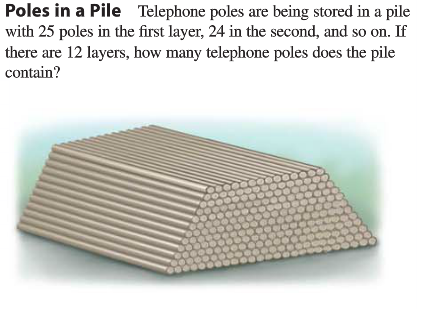 Poles in a Pile Telephone poles are being stored in a pile
with 25 poles in the first layer, 24 in the second, and so on. If
there are 12 layers, how many telephone poles does the pile
contain?